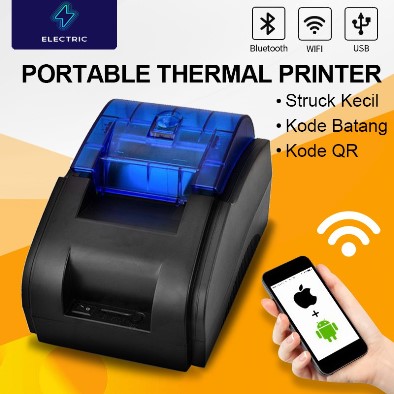 ELECTRIC
Bluetooth
WIFI
USB
PORTABLE THERMAL PRINTER
• Struck Kecil
• Kode Batang
• Kode QR
+